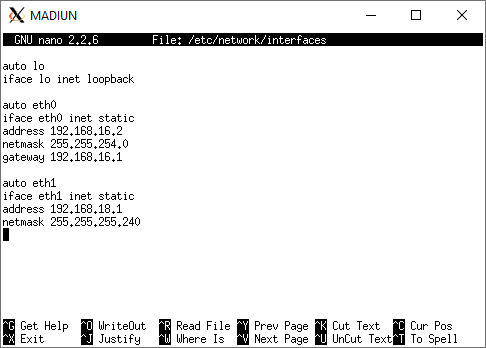 MADIUN
GNU nano 2.2.6 File: /etc/network/interfaces
auto lo
iface lo inet loopback
auto eth0
iface eth0 inet static
address 192.168.16.2
netmask 255.255.254.0
gateway 192.168.16.1
auto eth1
iface eth1 inet static
address 192.168.18.1
netmask 255.255.255.240
^G Get Help ^O WriteOut ^R Read File ^Y Prev Page ^K Cut Text ^C Cur Pos
^X Exit ^J Justify ^W Where Is ^V Next Page ^U UnCut Text ^T To Spell